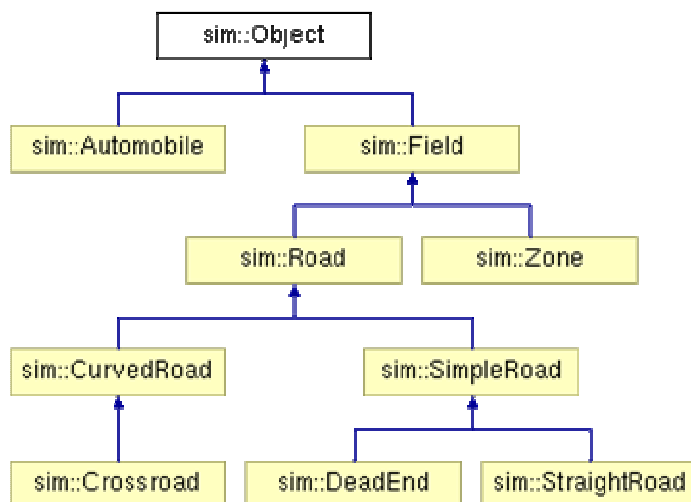 sim::Object
sim::Automobile
sim::Field
sim::Road
sim::Zone
sim::CurvedRoad
sim::SimpleRoad
sim::Crossroad
sim::DeadEnd
sim::StraightRoad